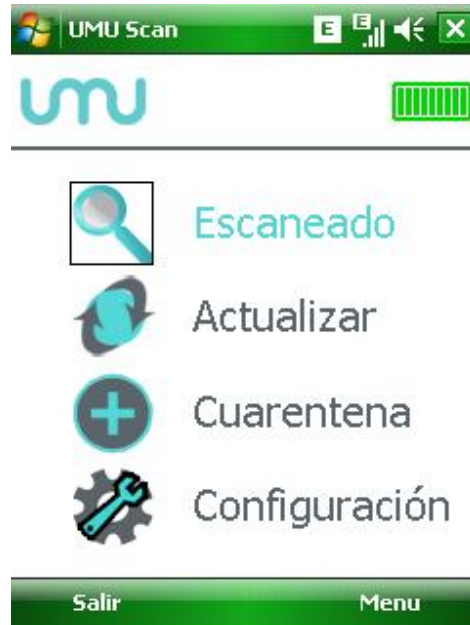 UMU Scan E E
umu
Escaneado
Actualizar
Cuarentena
Configuración
Salir Menu